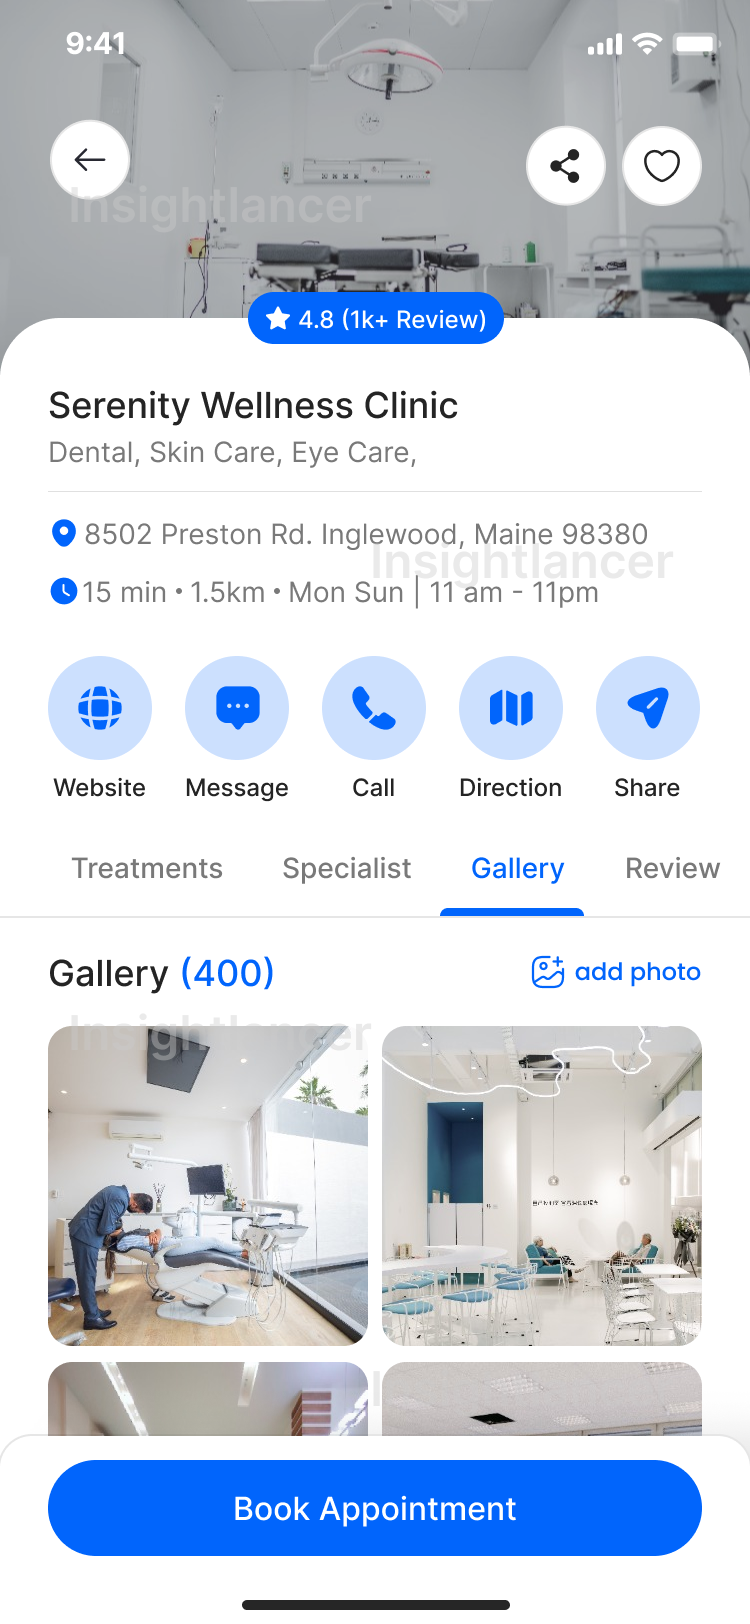 9:41
Insightlancer
4.8 (1k+ Review)
Serenity Wellness Clinic
Dental, Skin Care, Eye Care,
8502 Preston Rd. Inglewood, Maine 98380
Insightlancer
15 min • 1.5km • Mon Sun | 11 am - 11pm
Website Message Call Direction Share
Treatments Specialist Gallery Review
Gallery (400) add photo
Insightlancer
Book Appointment